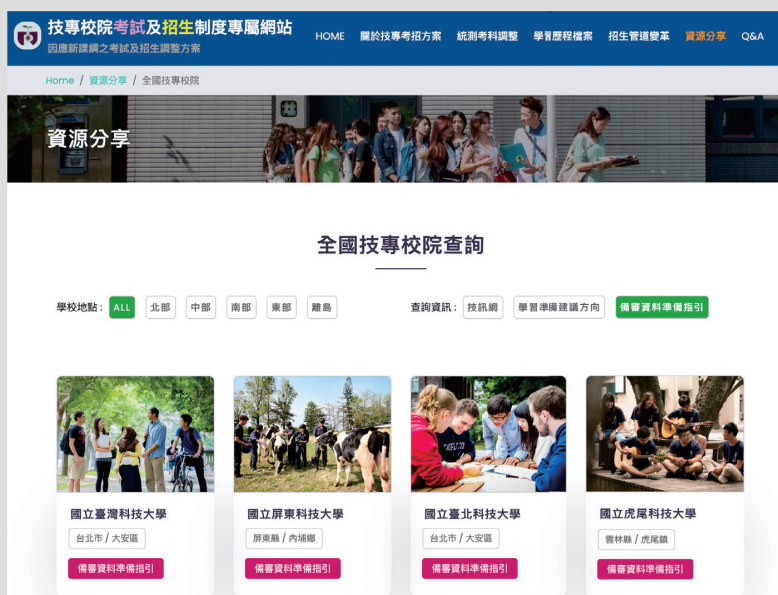 技專校院考試及招生制度專屬網站
因應新課綱之考試及招生調整方案
HOME 關於技專考招方案 統測考科調整 學習歷程檔案 招生管道變革 資源分享 Q&A
Home / 資源分享 / 全國技專校院
資源分享
全國技專校院查詢
學校地點： ALL 北部 中部 南部 東部 離島 查詢資訊： 技訊網 學習準備建議方向 備審資料準備指引
國立臺灣科技大學 國立屏東科技大學 國立臺北科技大學 國立虎尾科技大學
台北市 / 大安區 屏東縣 / 內埔鄉 台北市 / 大安區 雲林縣 / 虎尾鎮
備審資料準備指引 備審資料準備指引 備審資料準備指引 備審資料準備指引